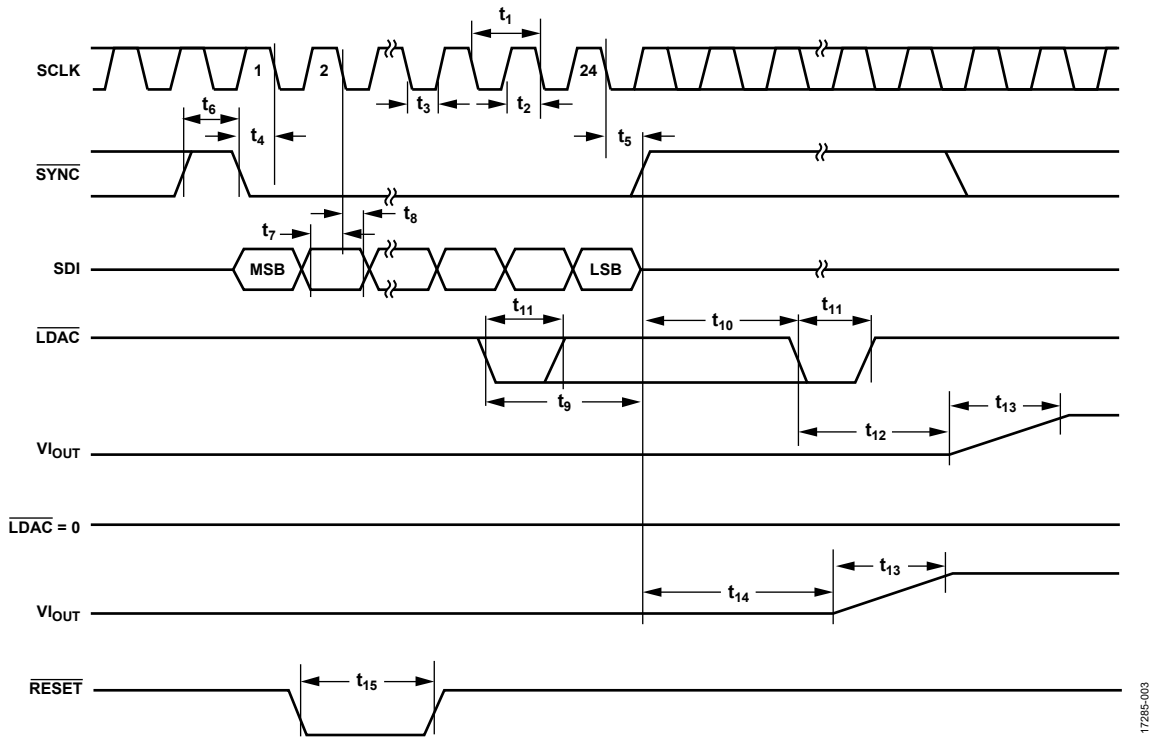 t1
SCLK
1
2
24
t3
t2
t6
t4
t5
SYNC
t7
t8
SDI
MSB
LSB
t11
t10
t11
LDAC
t9
t12
t13
VIOUT
LDAC = 0
t13
t14
VIOUT
RESET
t15
17285-003